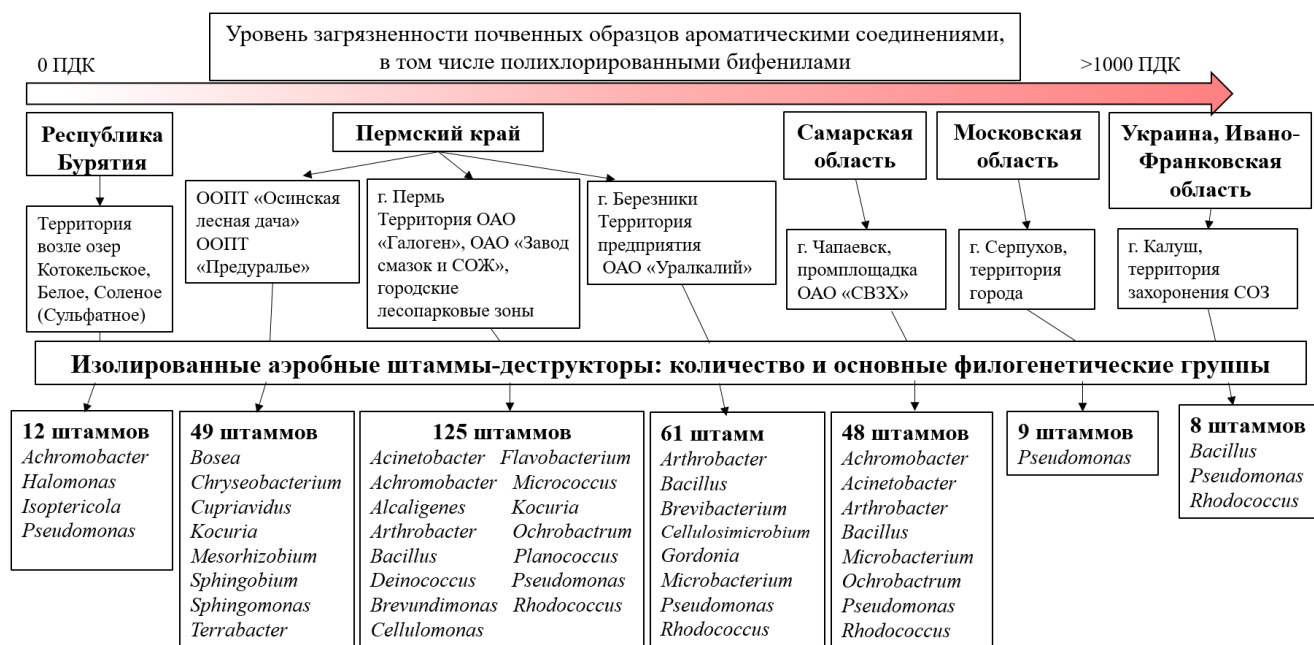 Уровень загрязненности почвенных образцов ароматическими соединениями,
в том числе полихлорированными бифенилами
0 ПДК
>1000 ПДК
Республика
Бурятия
Пермский край
Самарская
область
Московская
область
Украина, Ивано-
Франковская
область
Территория
возле озер
Котокельское,
Белое, Соленое
(Сульфатное)
ООПТ «Осинская
лесная дача»
ООПТ
«Предуралье»
г. Пермь
Территория ОАО
«Галоген», ОАО «Завод
смазок и СОЖ»,
городские
лесопарковые зоны
г. Березники
Территория
предприятия
ОАО «Уралкалий»
г. Чапаевск,
промплощадка
ОАО «СВЗХ»
г. Серпухов,
территория
города
г. Калуш,
территория
захоронения СОЗ
Изолированные аэробные штаммы-деструкторы: количество и основные филогенетические группы
12 штаммов
Achromobacter
Halomonas
Isoptericola
Pseudomonas
49 штаммов
Bosea
Chryseobacterium
Cupriavidus
Kocuria
Mesorhizobium
Sphingobium
Sphingomonas
Terrabacter
125 штаммов
Acinetobacter
Achromobacter
Alcaligenes
Arthrobacter
Bacillus
Deinococcus
Brevundimonas
Cellulomonas
Flavobacterium
Micrococcus
Kocuria
Ochrobactrum
Planococcus
Pseudomonas
Rhodococcus
61 штамм
Arthrobacter
Bacillus
Brevibacterium
Cellulosimicrobium
Gordonia
Microbacterium
Pseudomonas
Rhodococcus
48 штаммов
Achromobacter
Acinetobacter
Arthrobacter
Bacillus
Microbacterium
Ochrobactrum
Pseudomonas
Rhodococcus
9 штаммов
Pseudomonas
8 штаммов
Bacillus
Pseudomonas
Rhodococcus